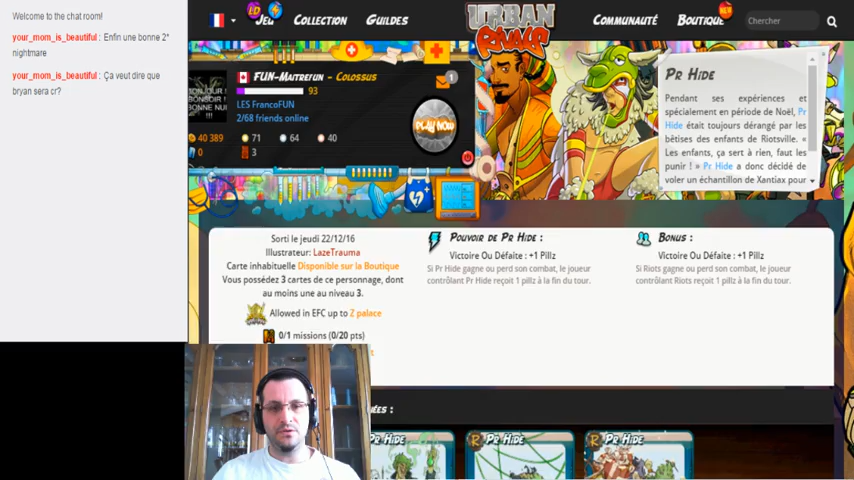 Welcome to the chat room!
your_mom_is_beautiful : Enfin une bonne 2*
nightmare
your_mom_is_beautiful : Ça veut dire que
bryan sera cr?
Jeu
Collection
Guildes
Urban
Rivals
Communauté
Boutique
Chercher
FUN-Maitrefun - Colossus
93
LES FrancoFUN
2/68 friends online
1
BONJOUR !
BONSOIR !
BONNE NUIT
Play Now
40 389
71
64
40
0
3
Pr Hide
Pendant ses expériences et
spécialement en période de Noël, Pr
Hide était toujours dérangé par les
bêtises des enfants de Riotsville. «
Les enfants, ça sert à rien, faut les
punir ! » Pr Hide a donc décidé de
voler un échantillon de Xantiax pour
Sorti le jeudi 22/12/16
Illustrateur: LazeTrauma
Carte inhabituelle Disponible sur la Boutique
Vous possédez 3 cartes de ce personnage, dont
au moins une au niveau 3.
Allowed in EFC up to Z palace
0/1 missions (0/20 pts)
Pouvoir de Pr Hide :
Victoire Ou Défaite : +1 Pillz
Si Pr Hide gagne ou perd son combat, le joueur
contrôlant Pr Hide reçoit 1 pillz à la fin du tour.
Bonus :
Victoire Ou Défaite : +1 Pillz
Si Riots gagne ou perd son combat, le joueur
contrôlant Riots reçoit 1 pillz à la fin du tour.
Pr Hide
Pr Hide
Pr Hide